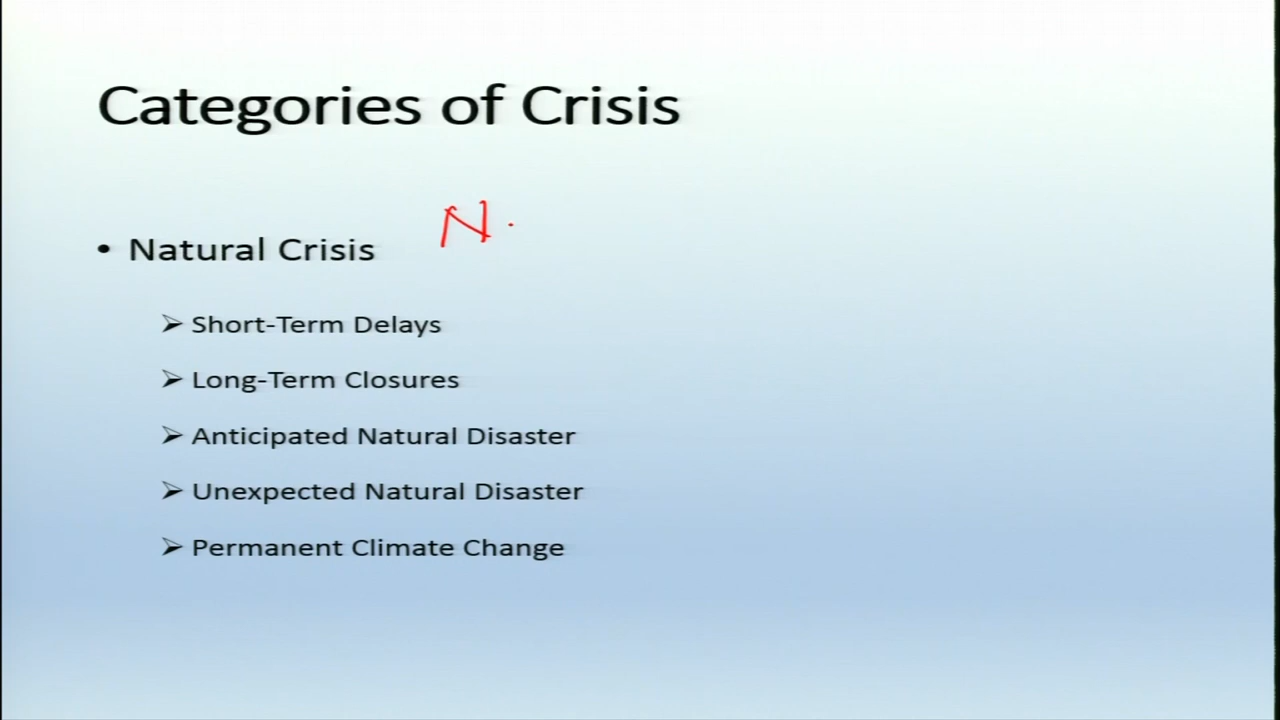 Categories of Crisis
N.
• Natural Crisis
➢ Short-Term Delays
➢ Long-Term Closures
➢ Anticipated Natural Disaster
➢ Unexpected Natural Disaster
➢ Permanent Climate Change